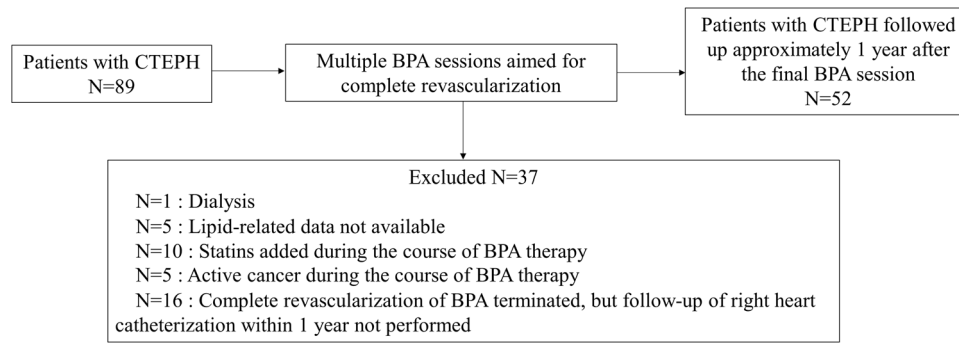 Patients with CTEPH
N=89
Multiple BPA sessions aimed for
complete revascularization
Patients with CTEPH followed
up approximately 1 year after
the final BPA session
N=52
Excluded N=37
N=1 : Dialysis
N=5 : Lipid-related data not available
N=10 : Statins added during the course of BPA therapy
N=5 : Active cancer during the course of BPA therapy
N=16 : Complete revascularization of BPA terminated, but follow-up of right heart
catheterization within 1 year not performed